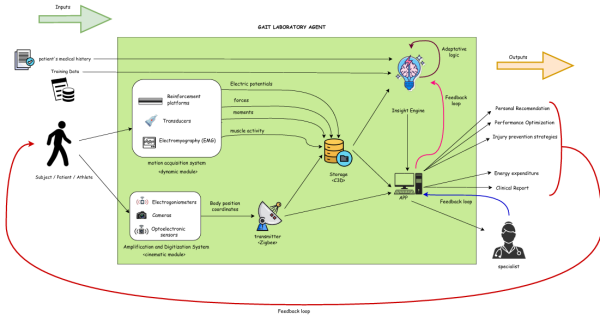 Inputs
GAIT LABORATORY AGENT
patient's medical history
Training Data
Adaptative
logic
Outputs
Reinforcement
platforms
Transducers
Electromyography (EMG)
motion acquisition system
<dynamic module>
Electric potentials
forces
moments
muscle activity
Insight Engine
Feedback
loop
Storage
<C3D>
Subject / Patient / Athlete
Electrogoniometers
Cameras
Optoelectronic
sensors
Amplification and Digitization System
<cinematic module>
Body position
coordinates
transmitter
<Zigbee>
APP
Feedback loop
Personal Recomendation
Performance Optimization
Injury prevention strategies
Energy expenditure
Clinical Report
specialist
Feedback loop